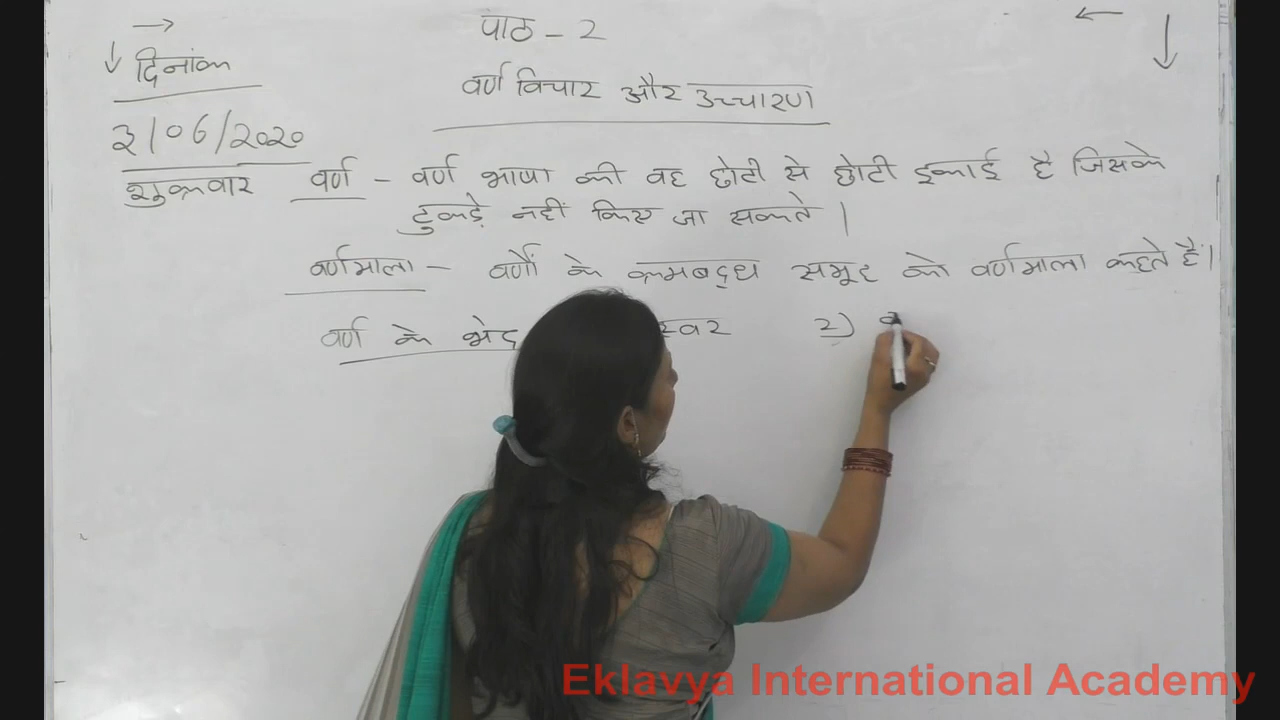 पाठ - 2
दिनांक
वर्ण विचार और उच्चारण
3/06/2020
शुक्रवार
वर्ण - वर्ण भाषा की वह छोटी से छोटी इकाई है जिसके
टुकड़े नहीं किए जा सकते ।
वर्णमाला - वर्णों के क्रमबद्ध समूह को वर्णमाला कहते हैं।
वर्ण के भेद स्वर 2)
Eklavya International Academy